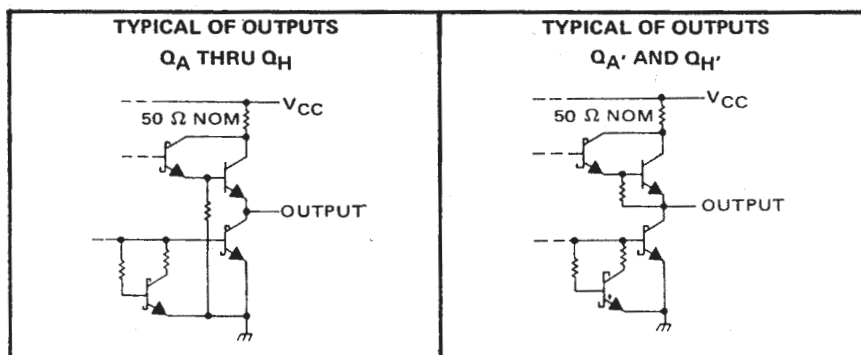 TYPICAL OF OUTPUTS
QA THRU QH
VCC
50 Ω NOM
OUTPUT
TYPICAL OF OUTPUTS
QA' AND QH'
VCC
50 Ω NOM
OUTPUT